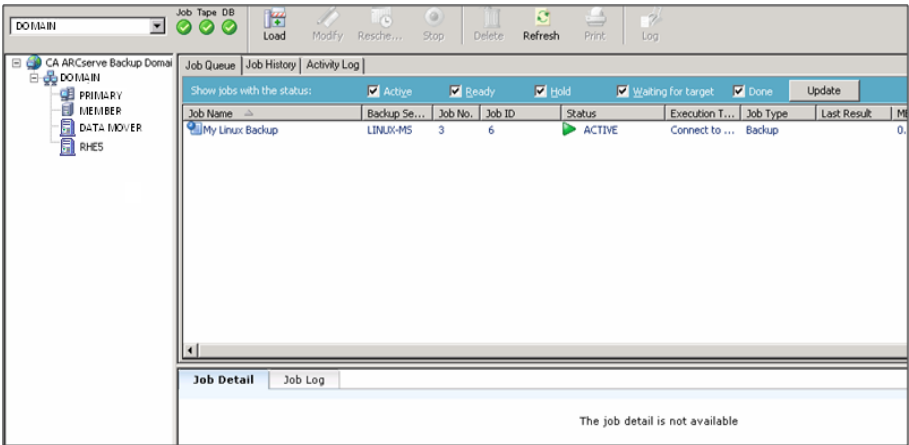 Job Tape DB
DOMAIN
Load Modify Resche... Stop Delete Refresh Print Log
CA ARCserve Backup Domai
DOMAIN
PRIMARY
MEMBER
DATA MOVER
RHE5
Job Queue Job History Activity Log
Show jobs with the status: Active Ready Hold Waiting for target Done Update
Job Name Backup Se... Job No. Job ID Status Execution T... Job Type Last Result
My Linux Backup LINUX-MS 3 6 ACTIVE Connect to ... Backup 0.
Job Detail Job Log
The job detail is not available